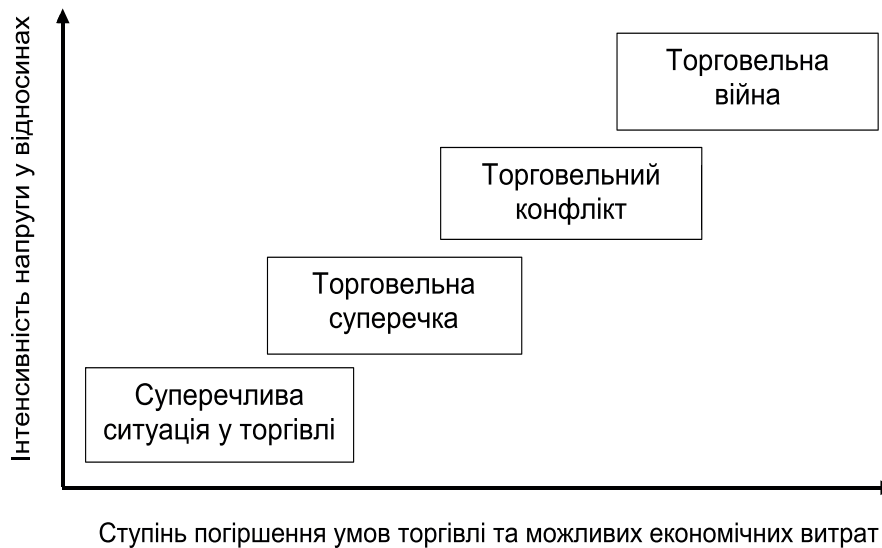 Інтенсивність напруги у відносинах
Торговельна
війна
Торговельний
конфлікт
Торговельна
суперечка
Суперечлива
ситуація у торгівлі
Ступінь погіршення умов торгівлі та можливих економічних витрат